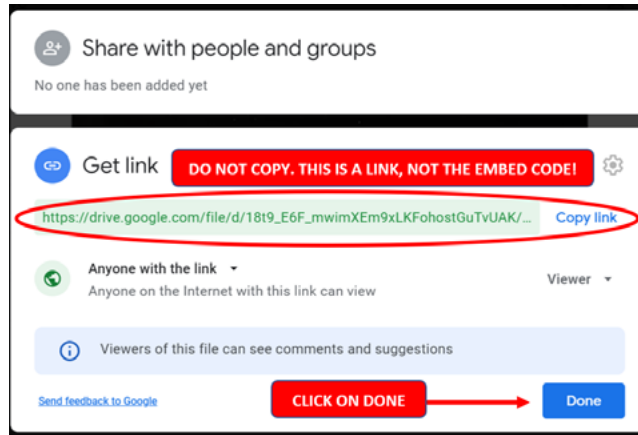 Share with people and groups
No one has been added yet
Get link
DO NOT COPY. THIS IS A LINK, NOT THE EMBED CODE!
https://drive.google.com/file/d/18t9_E6F_mwimXEm9xLKFohostGuTvUAK/...
Copy link
Anyone with the link
Anyone on the Internet with this link can view
Viewer
Viewers of this file can see comments and suggestions
Send feedback to Google
CLICK ON DONE
Done